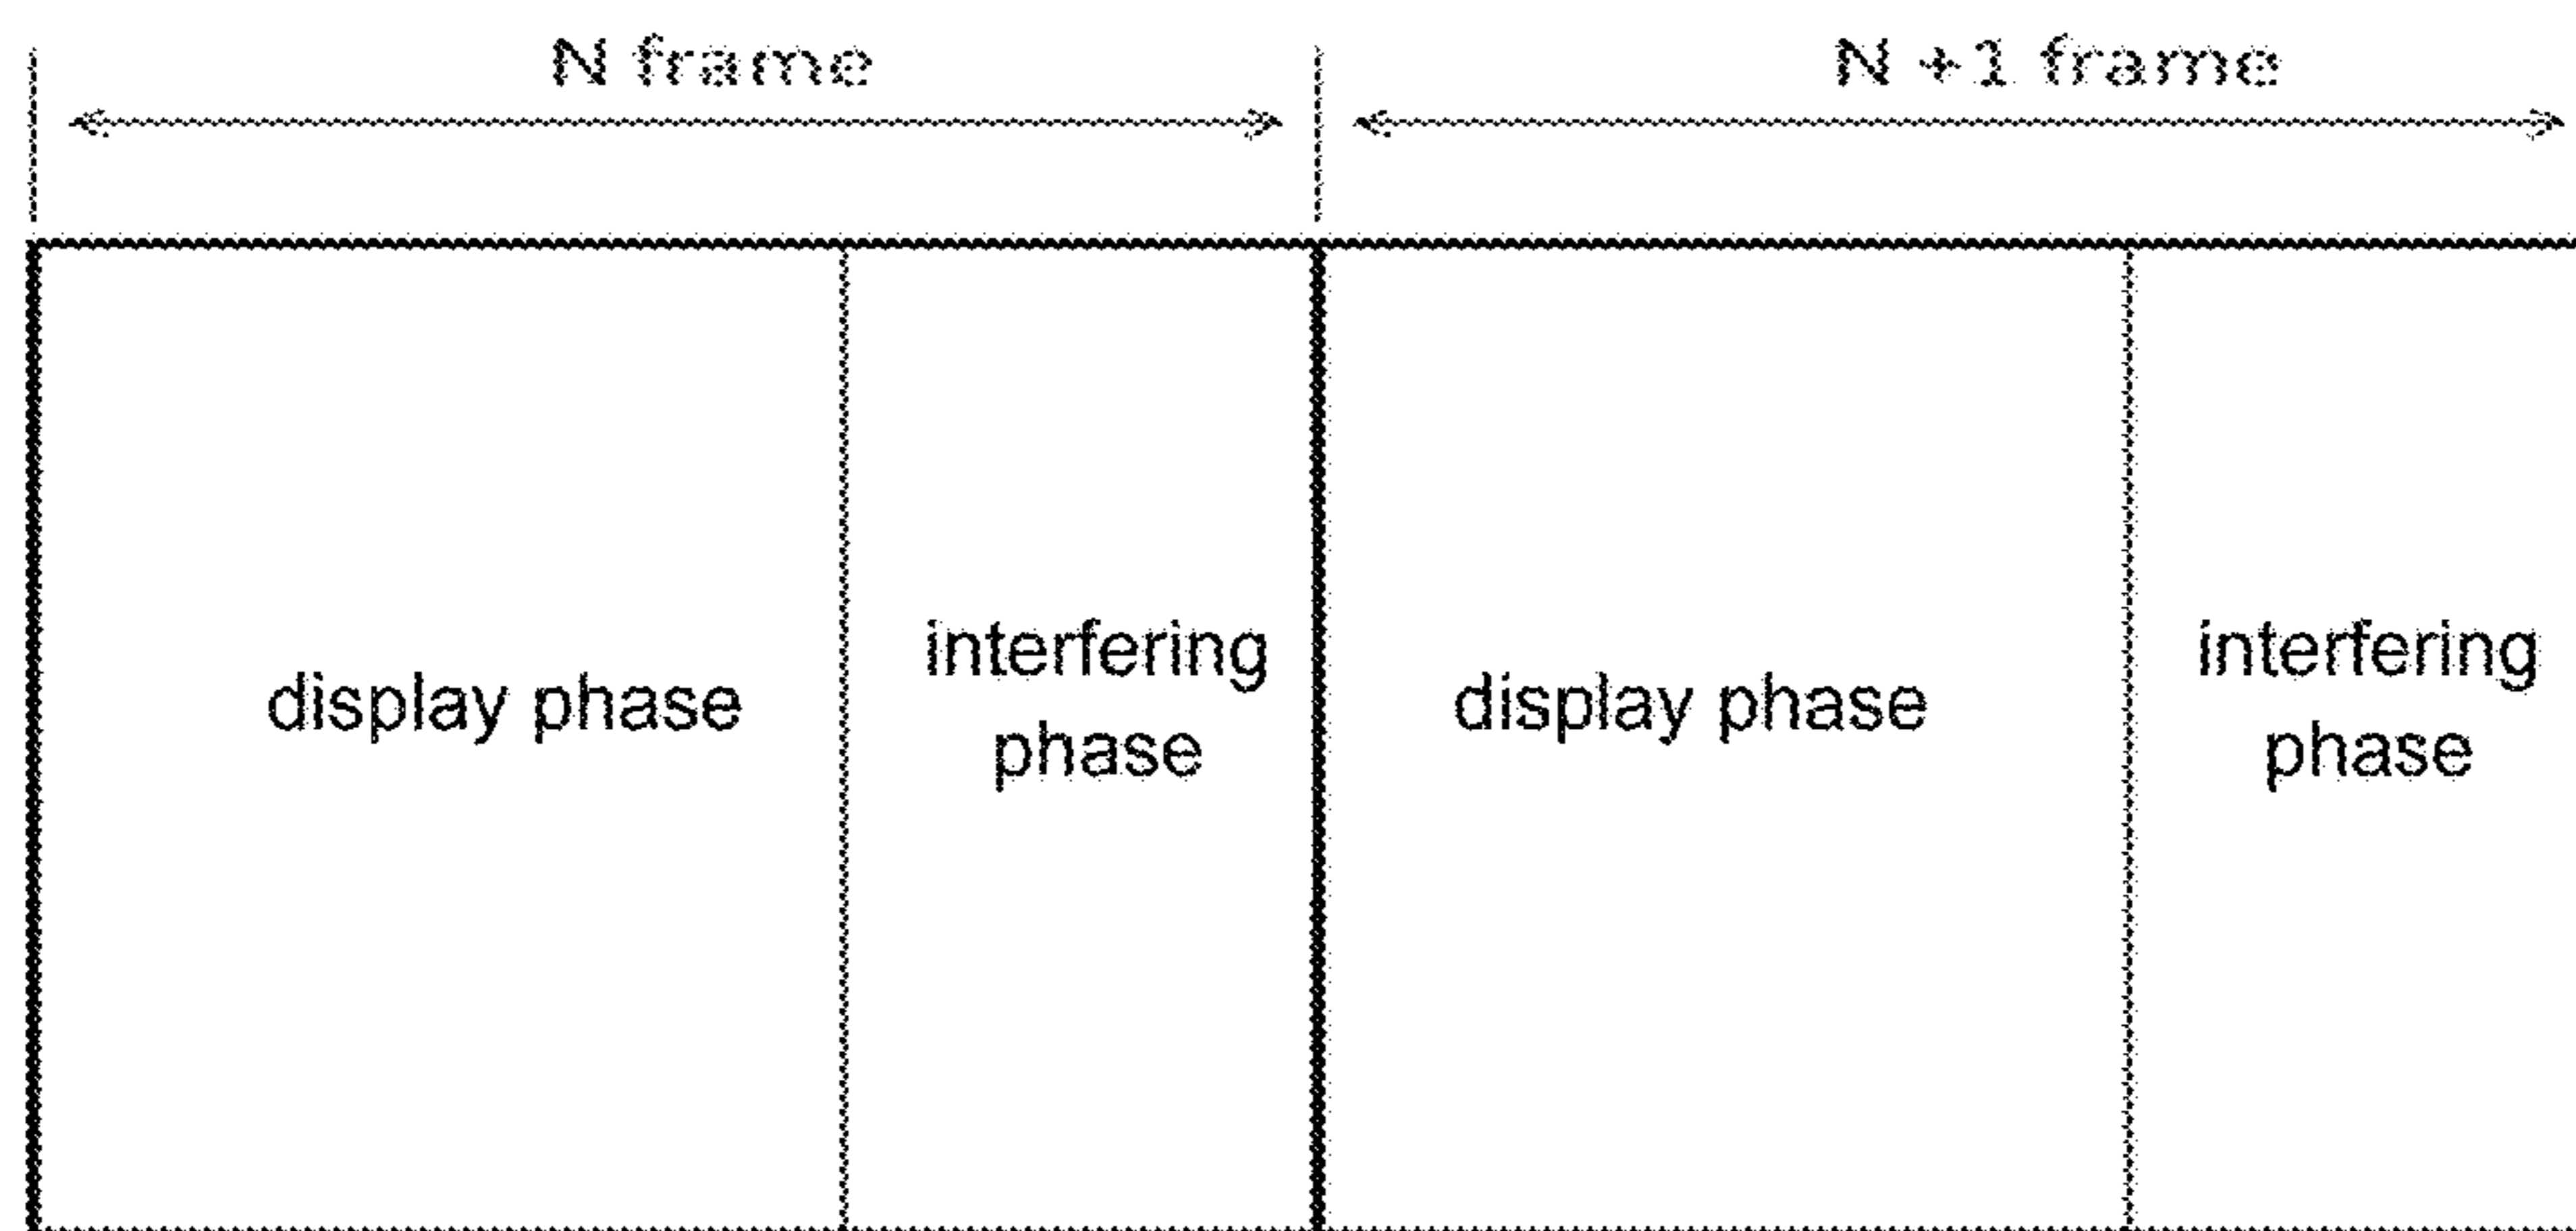 N frame
N +1 frame
display phase
interfering
phase
display phase
interfering
phase